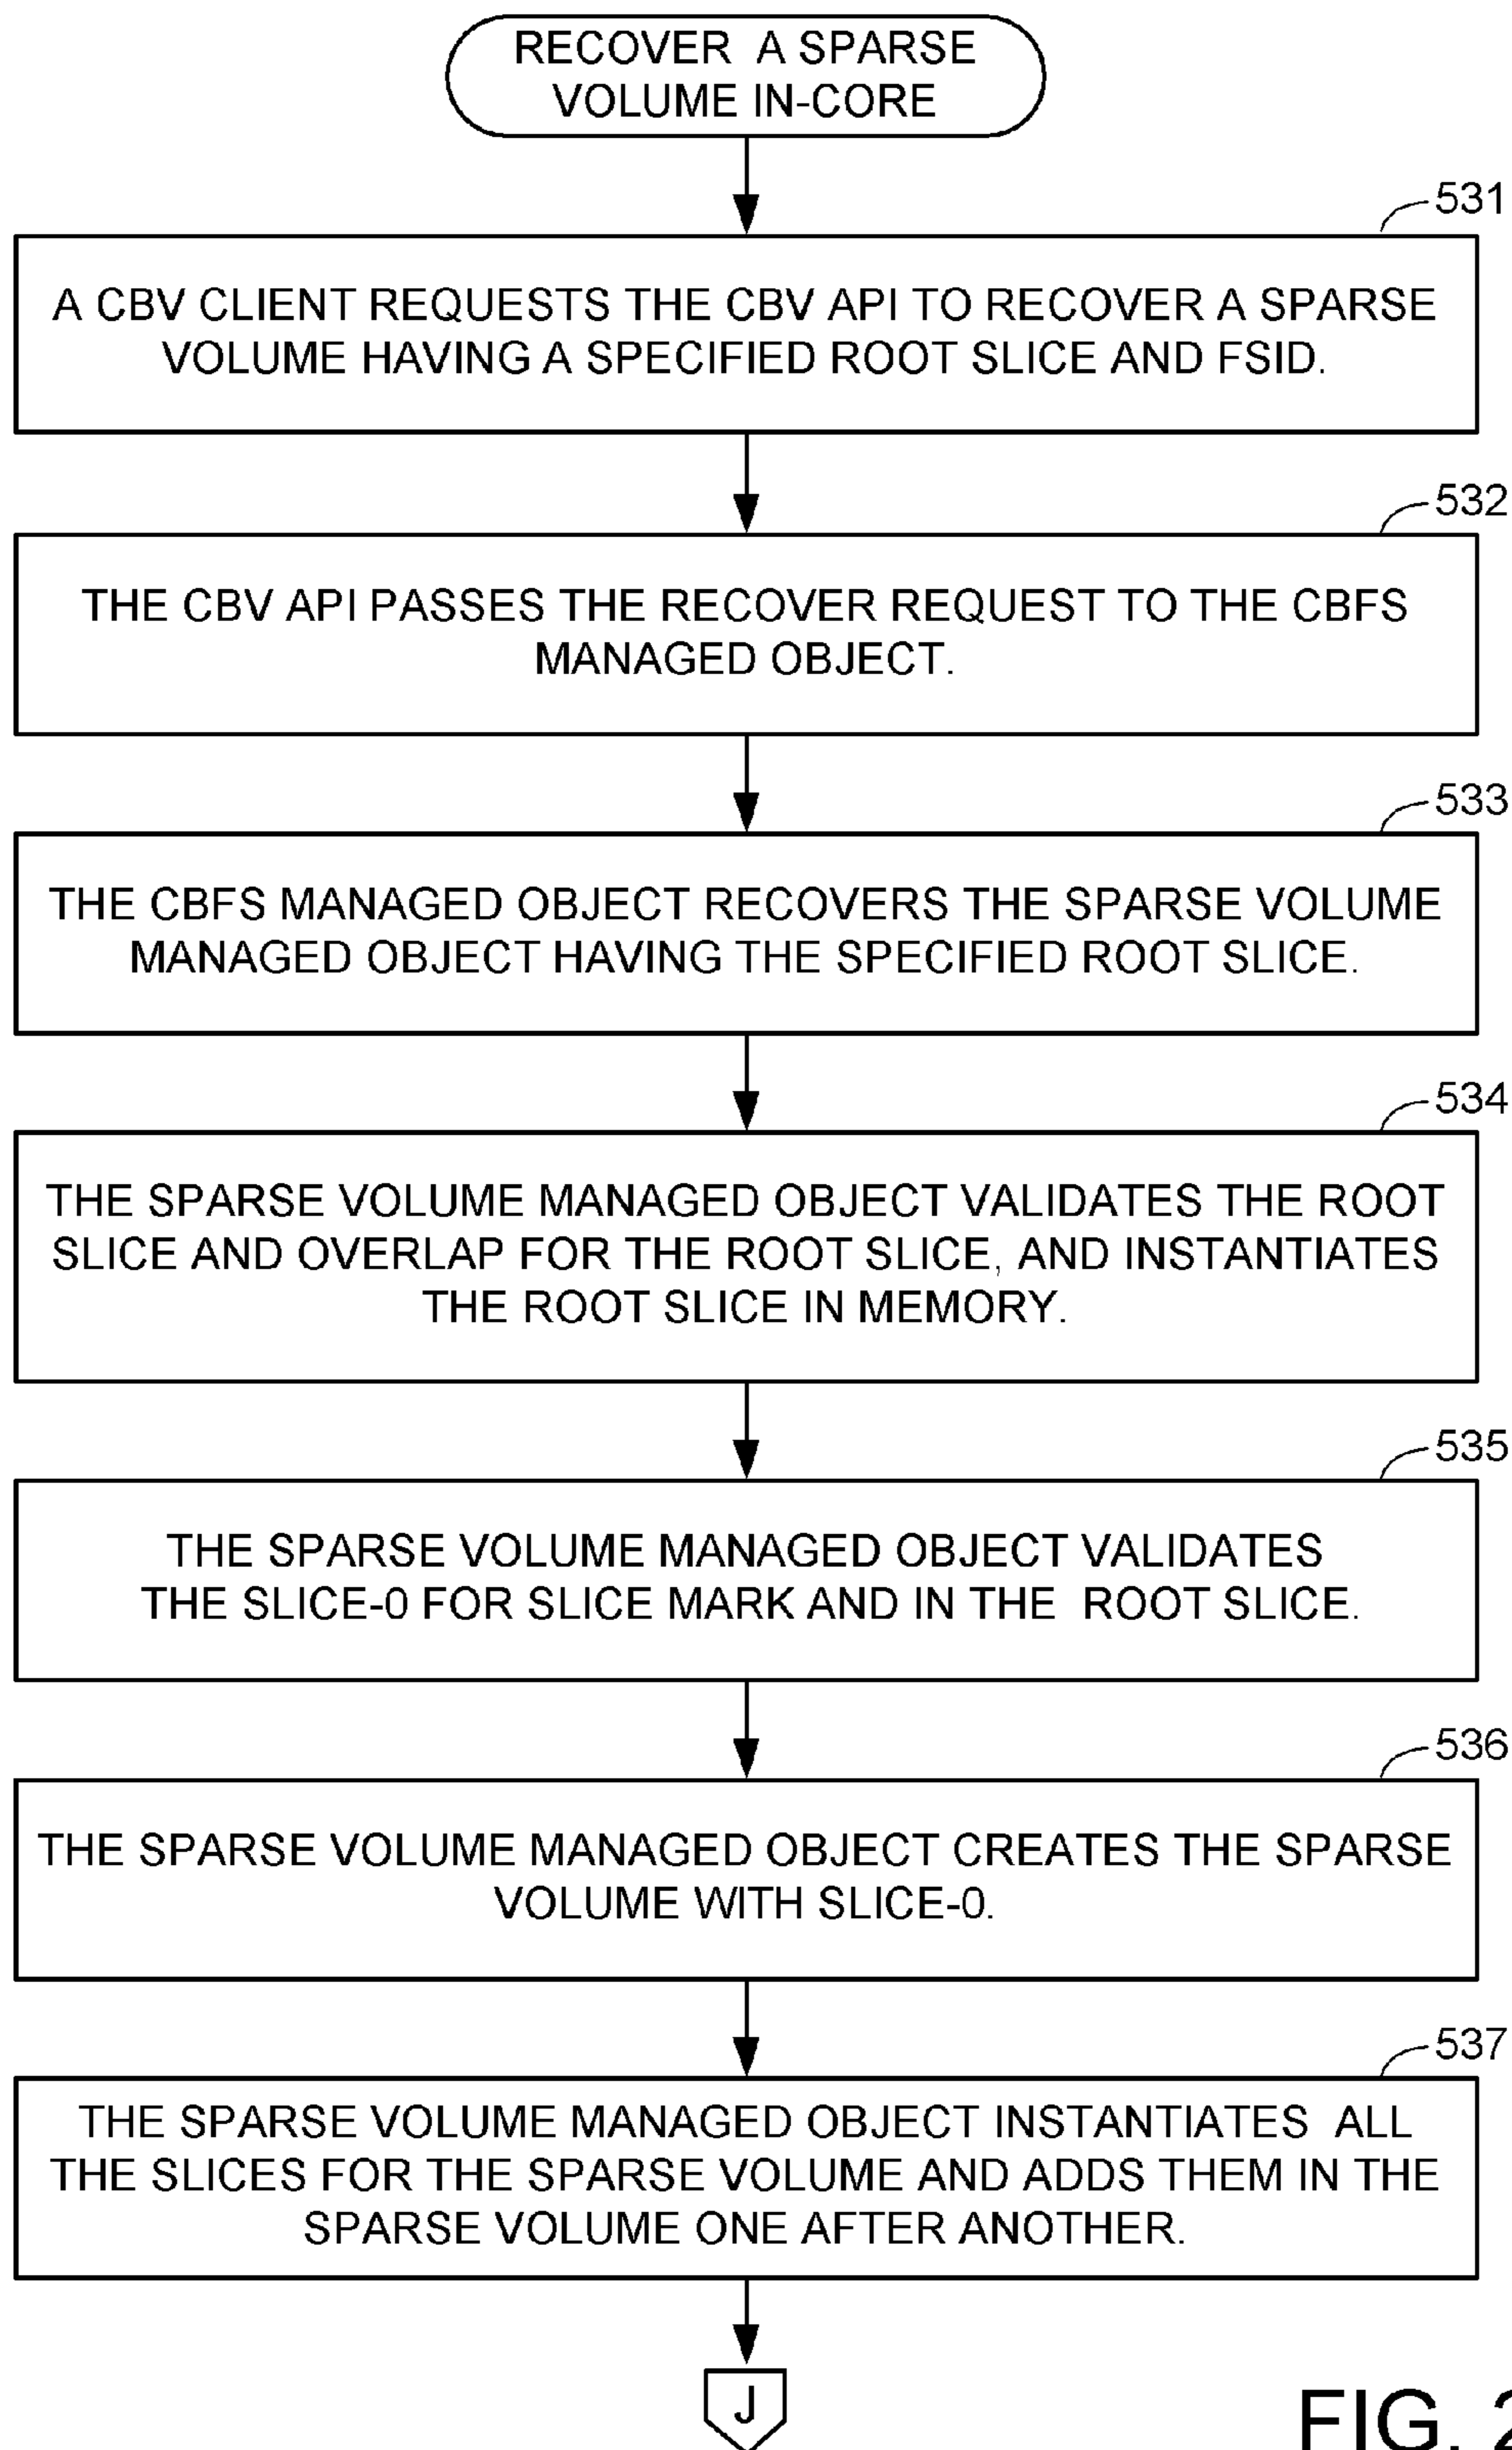 RECOVER A SPARSE
VOLUME IN-CORE
531
A CBV CLIENT REQUESTS THE CBV API TO RECOVER A SPARSE
VOLUME HAVING A SPECIFIED ROOT SLICE AND FSID.
532
THE CBV API PASSES THE RECOVER REQUEST TO THE CBFS
MANAGED OBJECT.
533
THE CBFS MANAGED OBJECT RECOVERS THE SPARSE VOLUME
MANAGED OBJECT HAVING THE SPECIFIED ROOT SLICE.
534
THE SPARSE VOLUME MANAGED OBJECT VALIDATES THE ROOT
SLICE AND OVERLAP FOR THE ROOT SLICE, AND INSTANTIATES
THE ROOT SLICE IN MEMORY.
535
THE SPARSE VOLUME MANAGED OBJECT VALIDATES
THE SLICE-0 FOR SLICE MARK AND IN THE ROOT SLICE.
536
THE SPARSE VOLUME MANAGED OBJECT CREATES THE SPARSE
VOLUME WITH SLICE-0.
537
THE SPARSE VOLUME MANAGED OBJECT INSTANTIATES ALL
THE SLICES FOR THE SPARSE VOLUME AND ADDS THEM IN THE
SPARSE VOLUME ONE AFTER ANOTHER.
J
FIG.